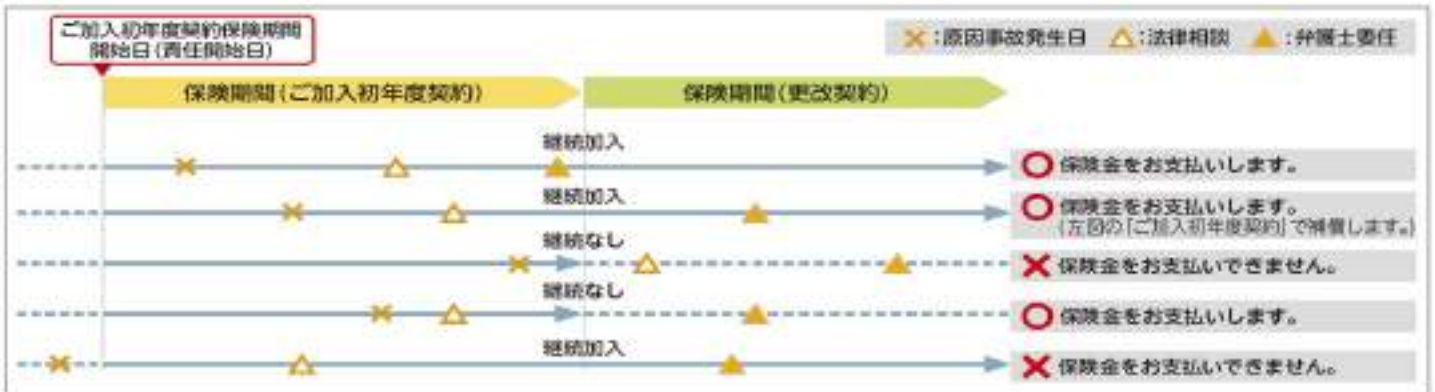 ご加入初年度契約保険期間
開始日(責任開始日)
×:原因事故発生日 △:法律相談 ▲:弁護士委任
保険期間(ご加入初年度契約)
保険期間(更改契約)
継続加入
○ 保険金をお支払いします。
継続加入
○ 保険金をお支払いします。
(左図の「ご加入初年度契約」で補償します。)
継続なし
× 保険金をお支払いできません。
継続なし
○ 保険金をお支払いします。
継続加入
× 保険金をお支払いできません。